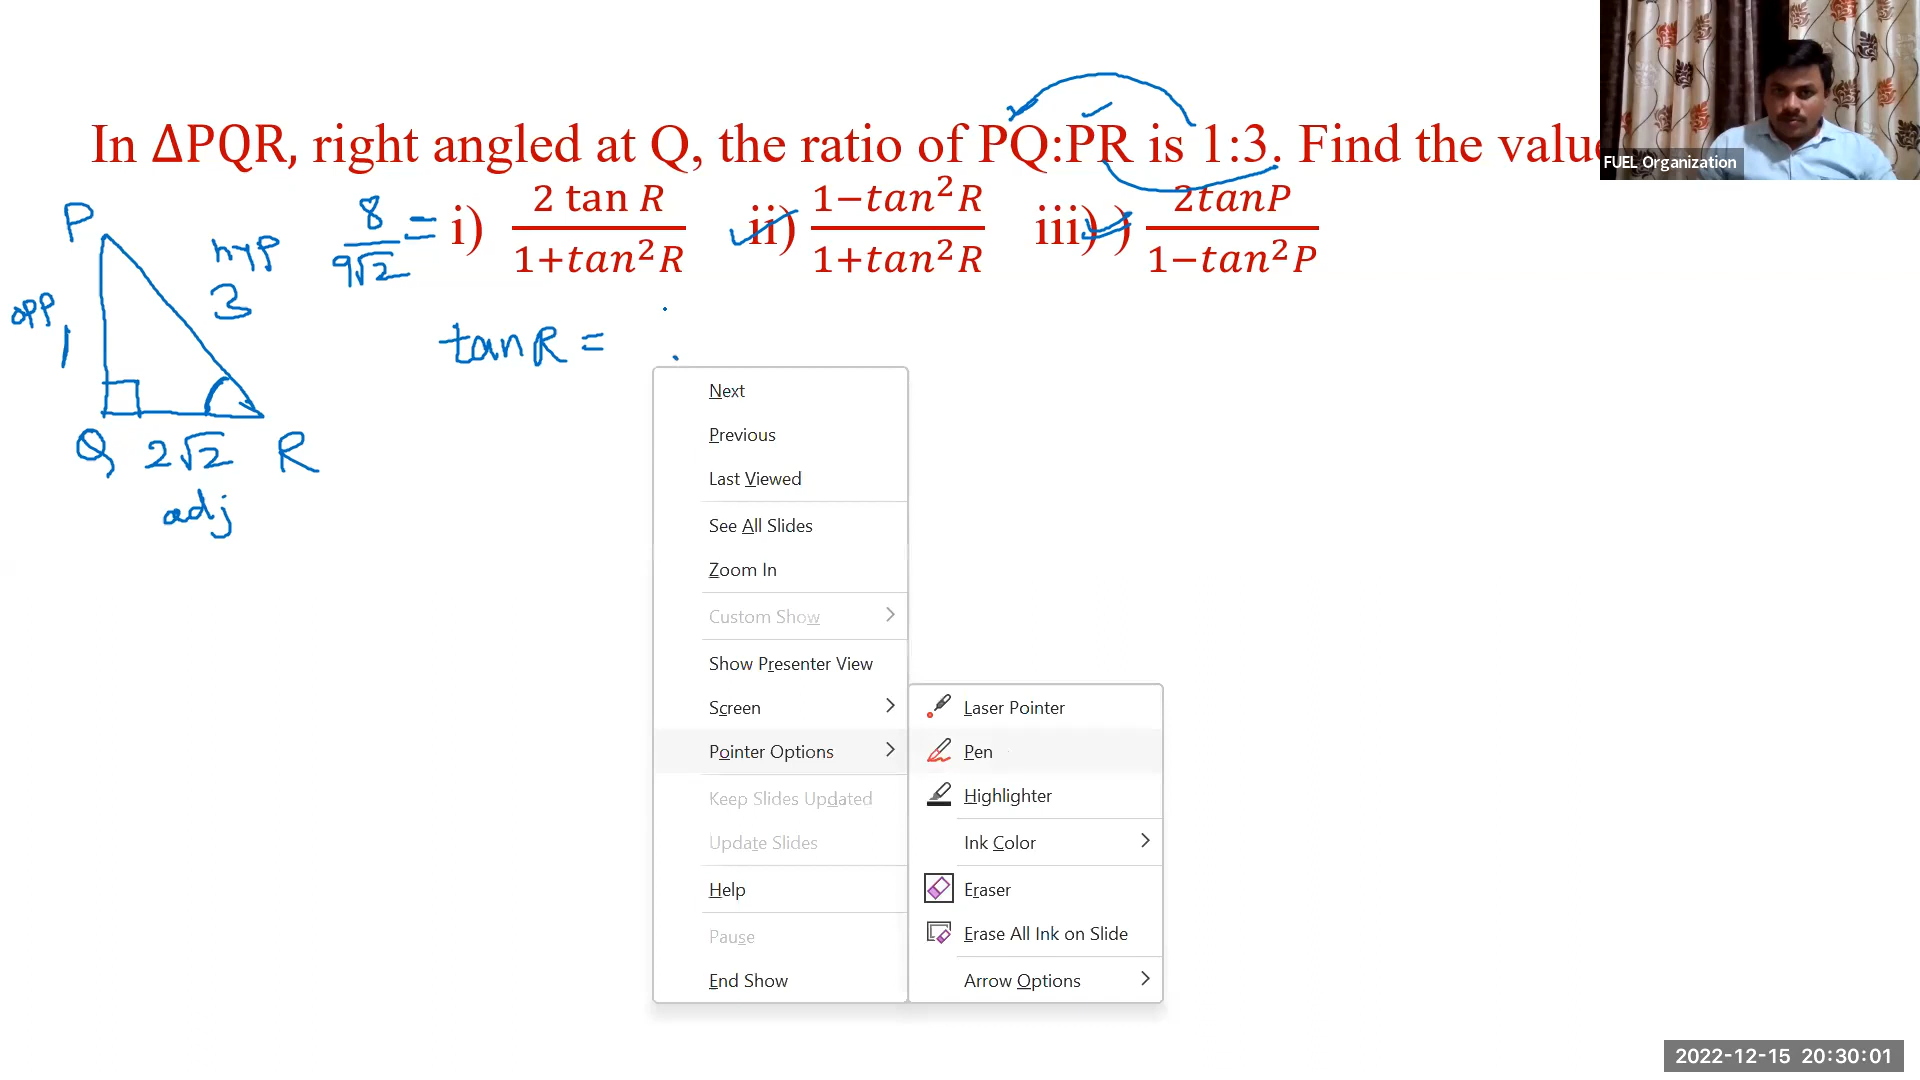 In ΔPQR, right angled at Q, the ratio of PQ:PR is 1:3. Find the value
FUEL Organization
8/9√2 = i) 2 tan R/1+tan²R ii) 1−tan²R/1+tan²R iii) ) 2tanP/1−tan²P
P
hyp
3
opp
1
tan R =
Q 2√2 R
adj
Next
Previous
Last Viewed
See All Slides
Zoom In
Custom Show
Show Presenter View
Screen
Pointer Options
Keep Slides Updated
Update Slides
Help
Pause
End Show
Laser Pointer
Pen
Highlighter
Ink Color
Eraser
Erase All Ink on Slide
Arrow Options
2022-12-15 20:30:01